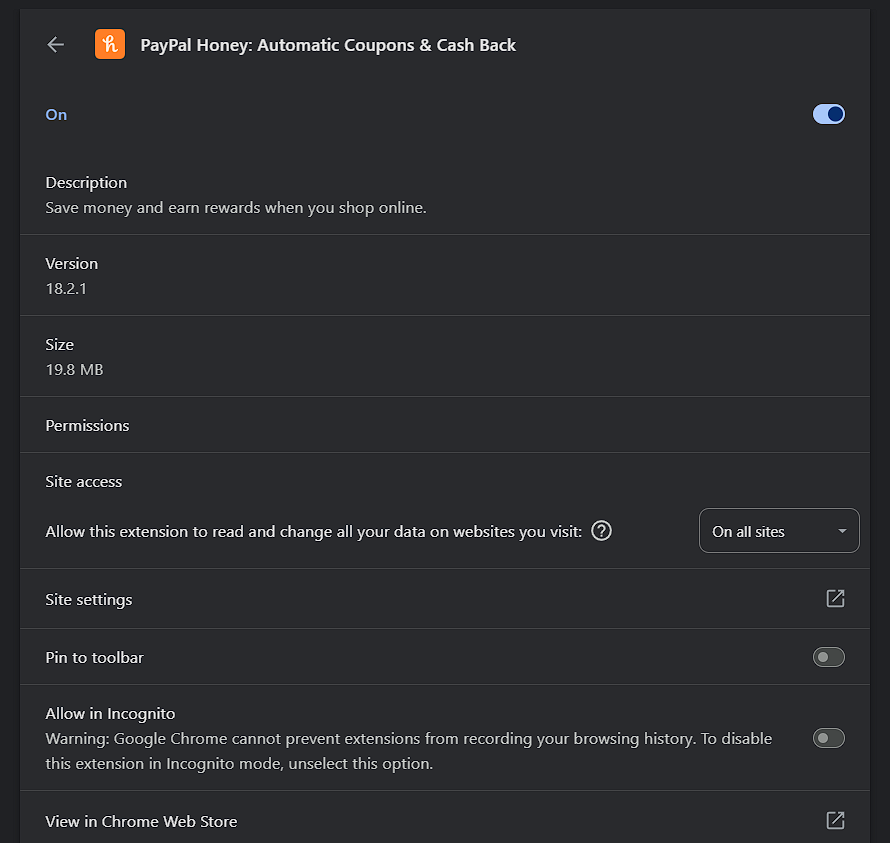 PayPal Honey: Automatic Coupons & Cash Back
On
Description
Save money and earn rewards when you shop online.
Version
18.2.1
Size
19.8 MB
Permissions
Site access
Allow this extension to read and change all your data on websites you visit:
On all sites
Site settings
Pin to toolbar
Allow in Incognito
Warning: Google Chrome cannot prevent extensions from recording your browsing history. To disable
this extension in Incognito mode, unselect this option.
View in Chrome Web Store